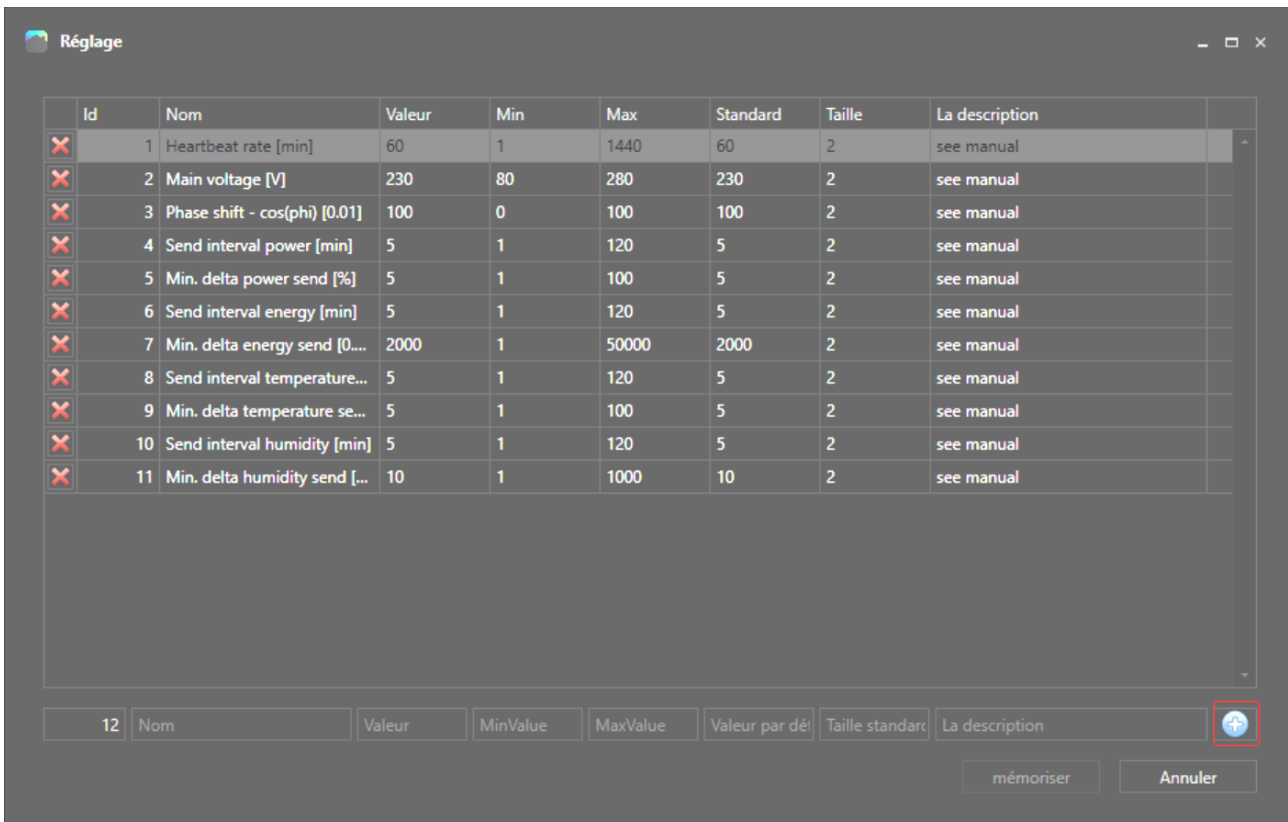 Réglage
Id Nom Valeur Min Max Standard Taille La description
1 Heartbeat rate [min] 60 1 1440 60 2 see manual
2 Main voltage [V] 230 80 280 230 2 see manual
3 Phase shift - cos(phi) [0.01] 100 0 100 100 2 see manual
4 Send interval power [min] 5 1 120 5 2 see manual
5 Min. delta power send [%] 5 1 100 5 2 see manual
6 Send interval energy [min] 5 1 120 5 2 see manual
7 Min. delta energy send [0.... 2000 1 50000 2000 2 see manual
8 Send interval temperature... 5 1 120 5 2 see manual
9 Min. delta temperature se... 5 1 100 5 2 see manual
10 Send interval humidity [min] 5 1 120 5 2 see manual
11 Min. delta humidity send [... 10 1 1000 10 2 see manual
12 Nom Valeur MinValue MaxValue Valeur par dé Taille standard La description
mémoriser Annuler